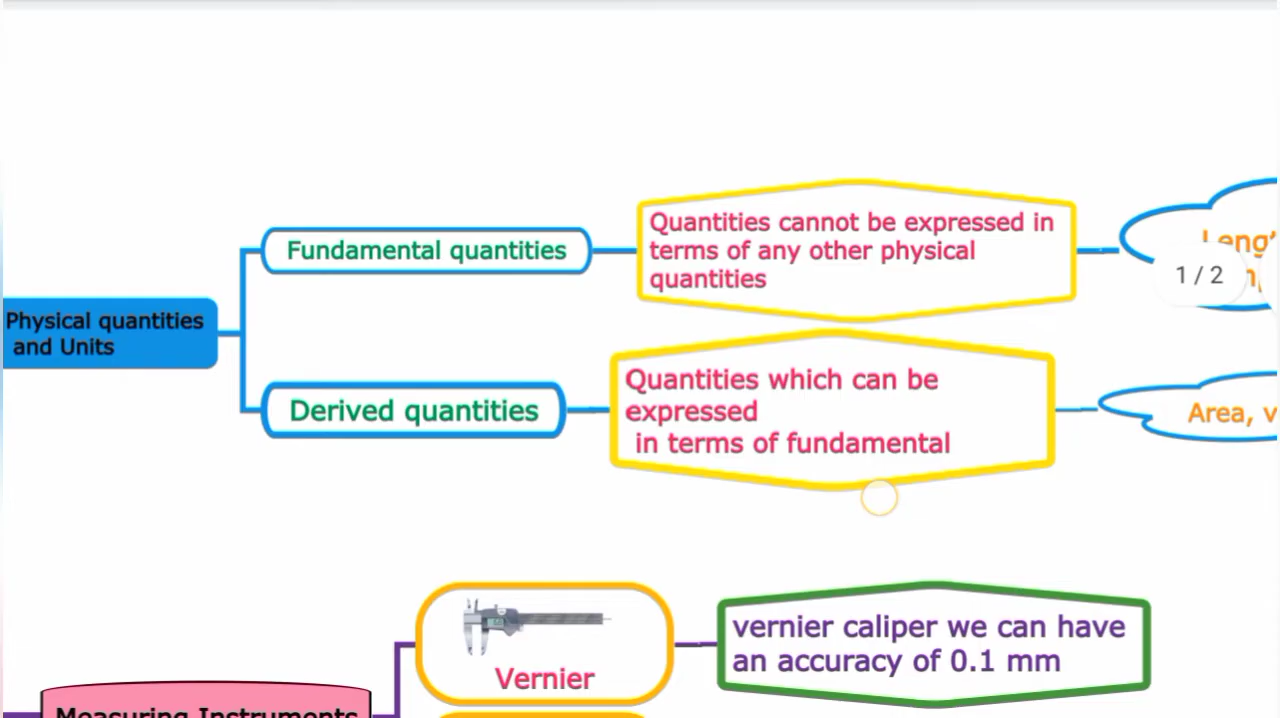 Fundamental quantities
Quantities cannot be expressed in
terms of any other physical
quantities
1 / 2
Physical quantities
and Units
Derived quantities
Quantities which can be
expressed
in terms of fundamental
Area, v
Vernier
vernier caliper we can have
an accuracy of 0.1 mm
Measuring Instruments